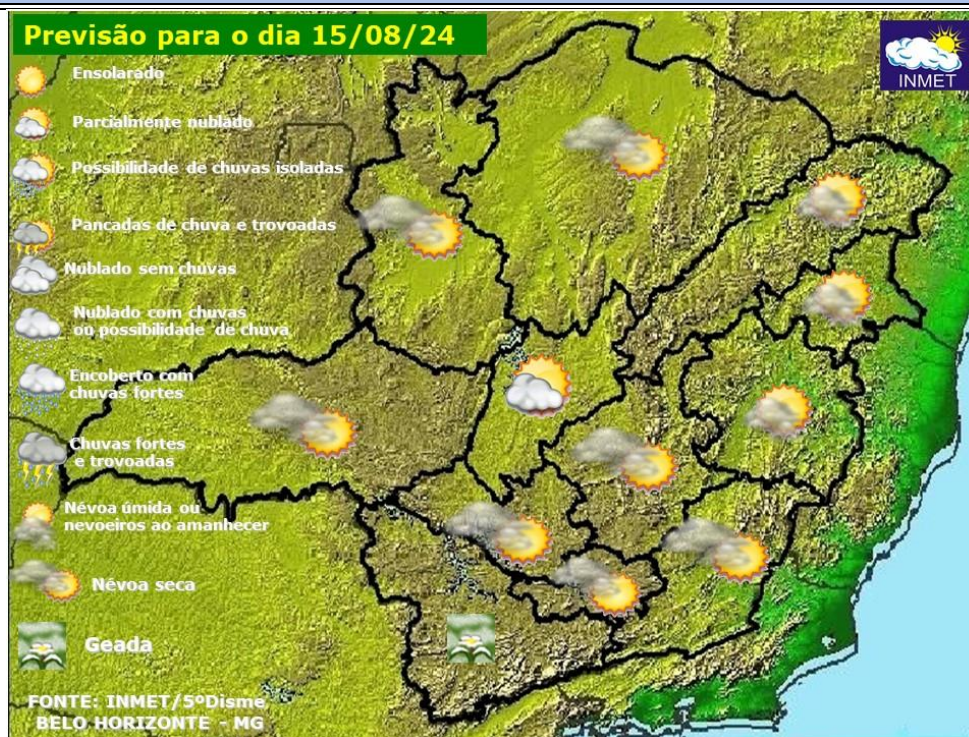 Previsão para o dia 15/08/24
INMET
Ensolarado
Parcialmente nublado
Possibilidade de chuvas isoladas
Pancadas de chuva e trovoadas
Nublado sem chuvas
Nublado com chuvas
ou possibilidade de chuva
Encoberto com
chuvas fortes
Chuvas fortes
e trovoadas
Névoa úmida ou
nevoeiros ao amanhecer
Névoa seca
Geada
FONTE: INMET/5ºDisme
BELO HORIZONTE - MG